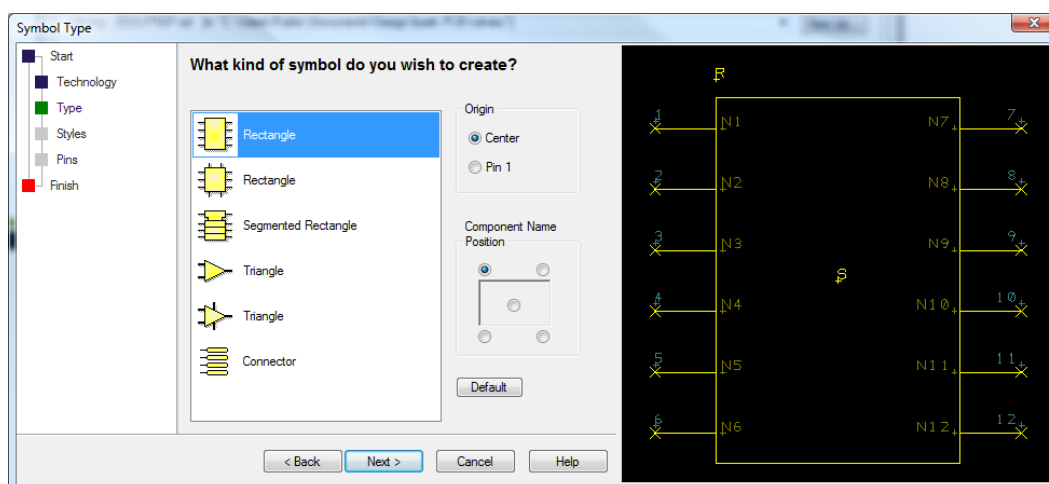 Symbol Type
Start
Technology
Type
Styles
Pins
Finish
What kind of symbol do you wish to create?
Rectangle
Rectangle
Segmented Rectangle
Triangle
Triangle
Connector
Origin
Center
Pin 1
Component Name
Position
Default
< Back
Next >
Cancel
Help
R
1 N1 N7 7
2 N2 N8 8
3 N3 N9 9
S
4 N4 N10 10
5 N5 N11 11
6 N6 N12 12